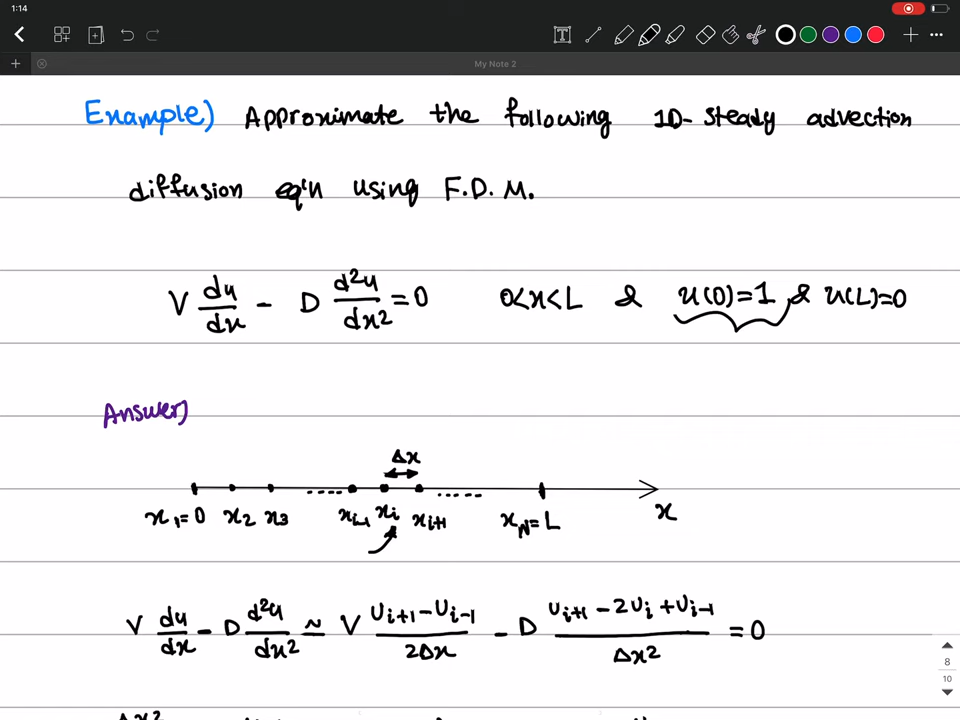 1:14
My Note 2
Example) Approximate the following 1D-steady advection
diffusion eq'n using F.D.M.
V du/dx - D d²u/dx² = 0    0<x<L & u(0)=1 & u(L)=0
Answer)
Δx
x₁=0 x₂ x₃ ..... xᵢ₋₁ xᵢ xᵢ₊₁ ..... x_N=L x
V du/dx - D d²u/dx² ≈ V (Uᵢ₊₁ - Uᵢ₋₁)/(2Δx) - D (Uᵢ₊₁ - 2Uᵢ + Uᵢ₋₁)/(Δx²) = 0
8
10